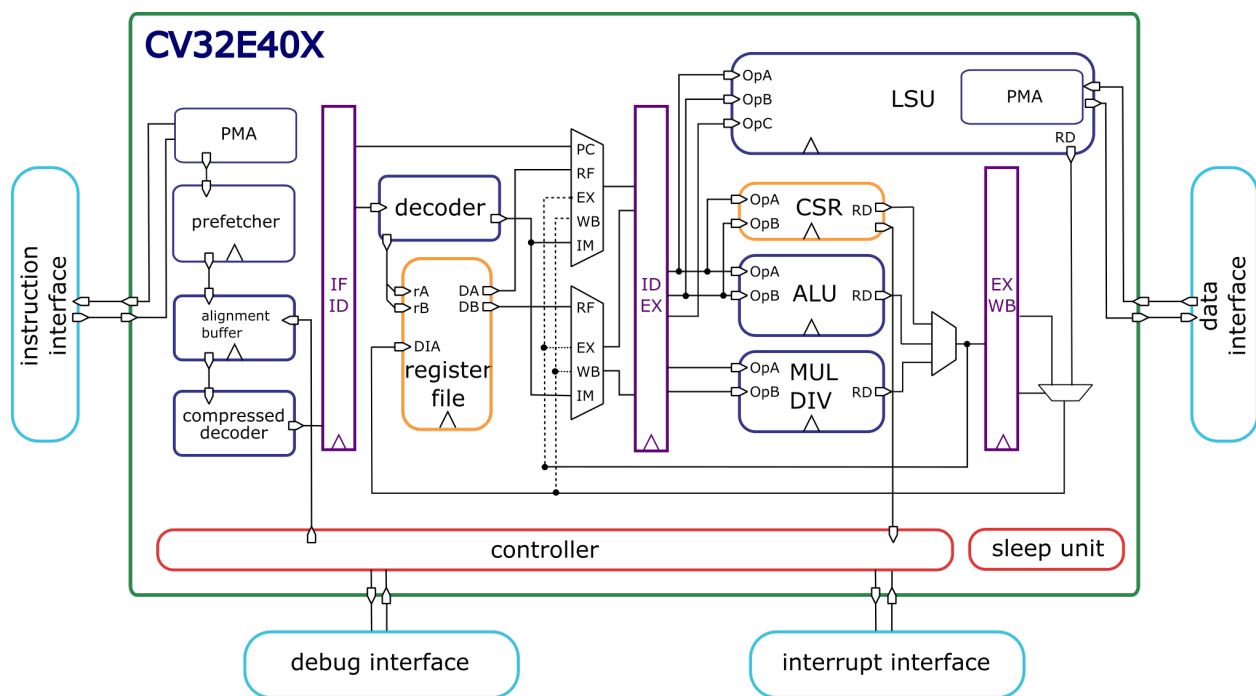 CV32E40X
instruction
interface
PMA
prefetcher
alignment
buffer
compressed
decoder
IF
ID
decoder
rA
rB
DIA
DA
DB
register
file
PC
RF
EX
WB
IM
RF
EX
WB
IM
ID
EX
OpA
OpB
OpC
LSU
PMA
RD
OpA
OpB
CSR
RD
OpA
OpB
ALU
RD
OpA
OpB
MUL
DIV
RD
EX
WB
data
interface
controller
sleep unit
debug interface
interrupt interface